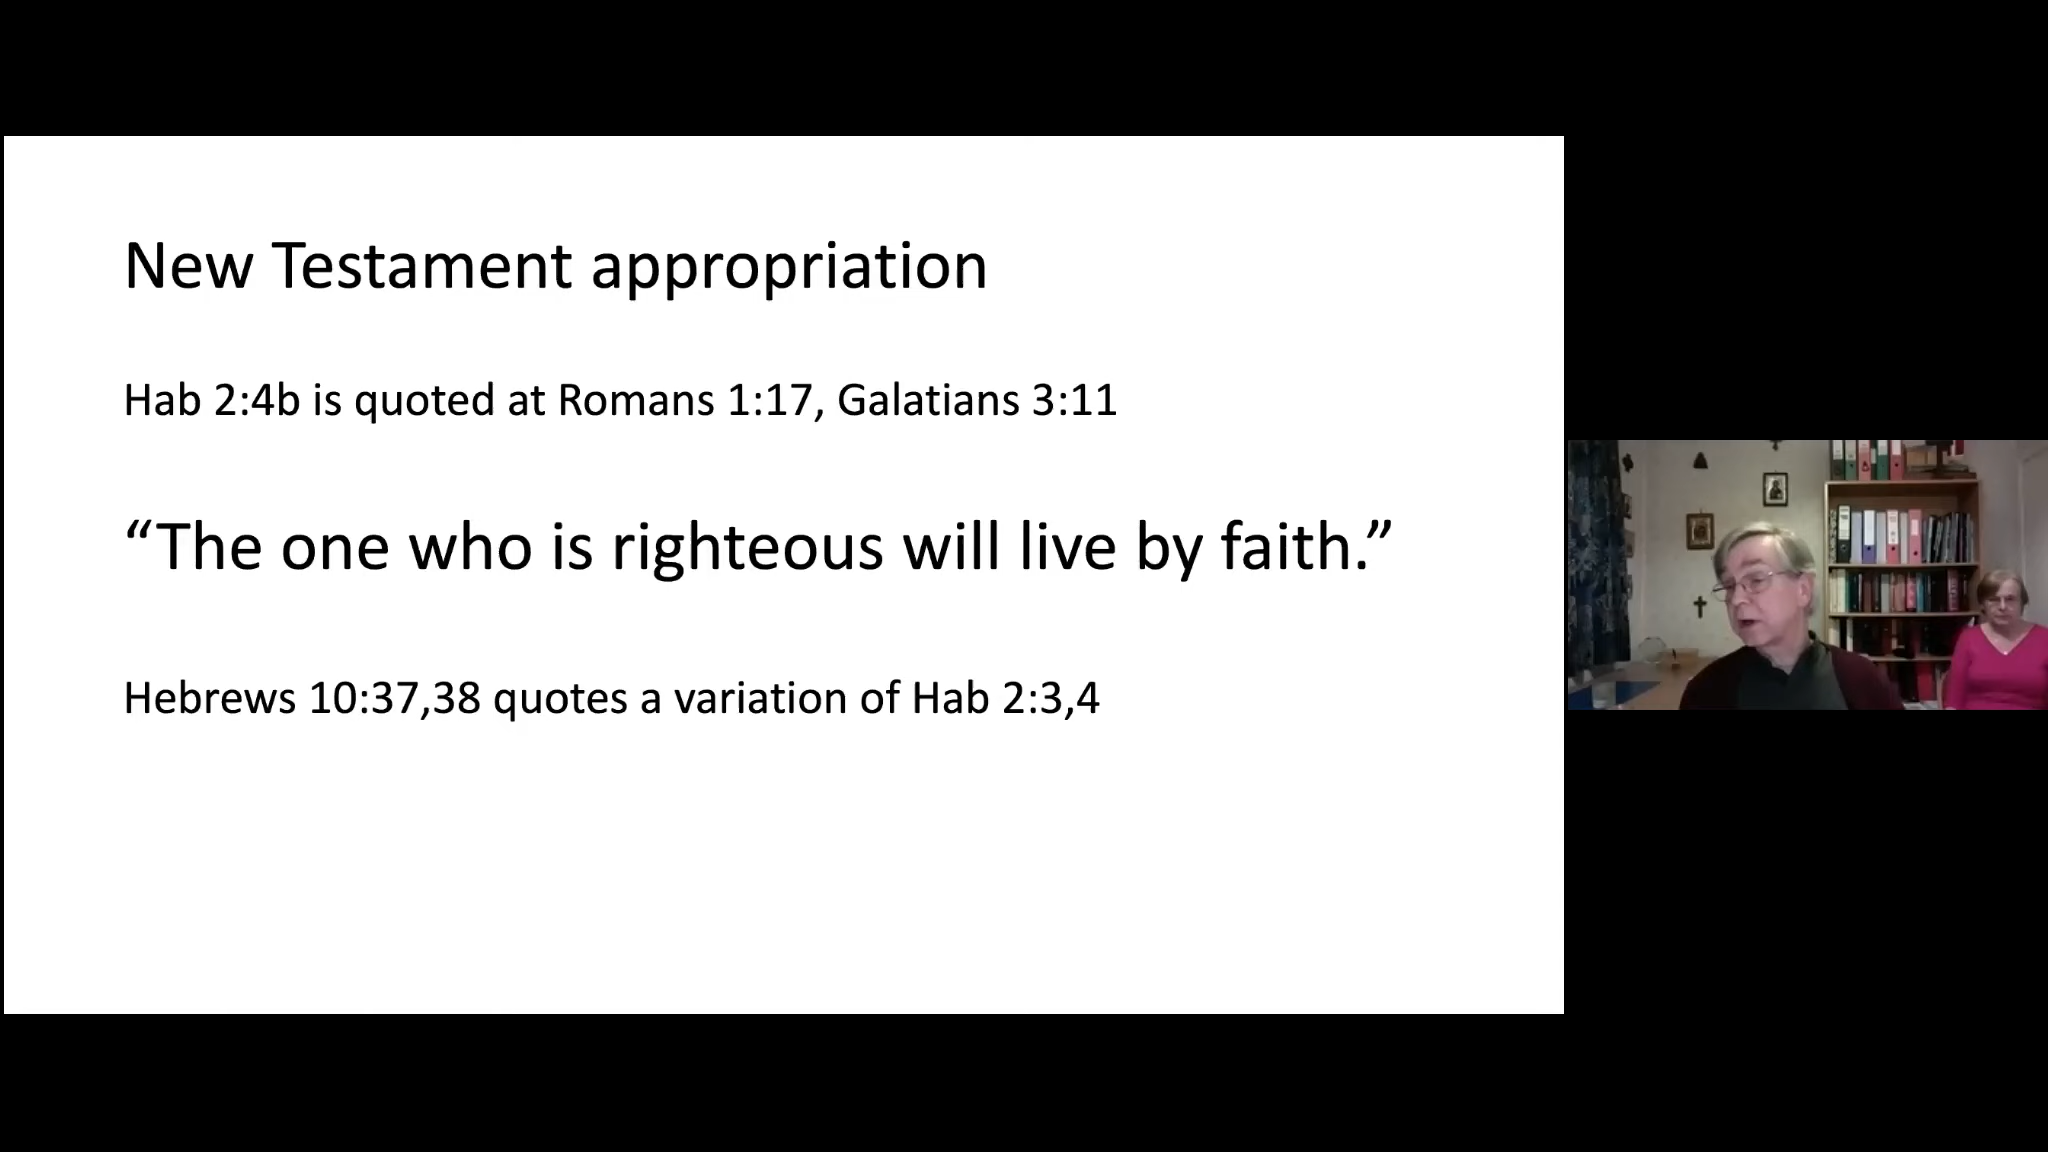 New Testament appropriation
Hab 2:4b is quoted at Romans 1:17, Galatians 3:11
“The one who is righteous will live by faith.”
Hebrews 10:37,38 quotes a variation of Hab 2:3,4